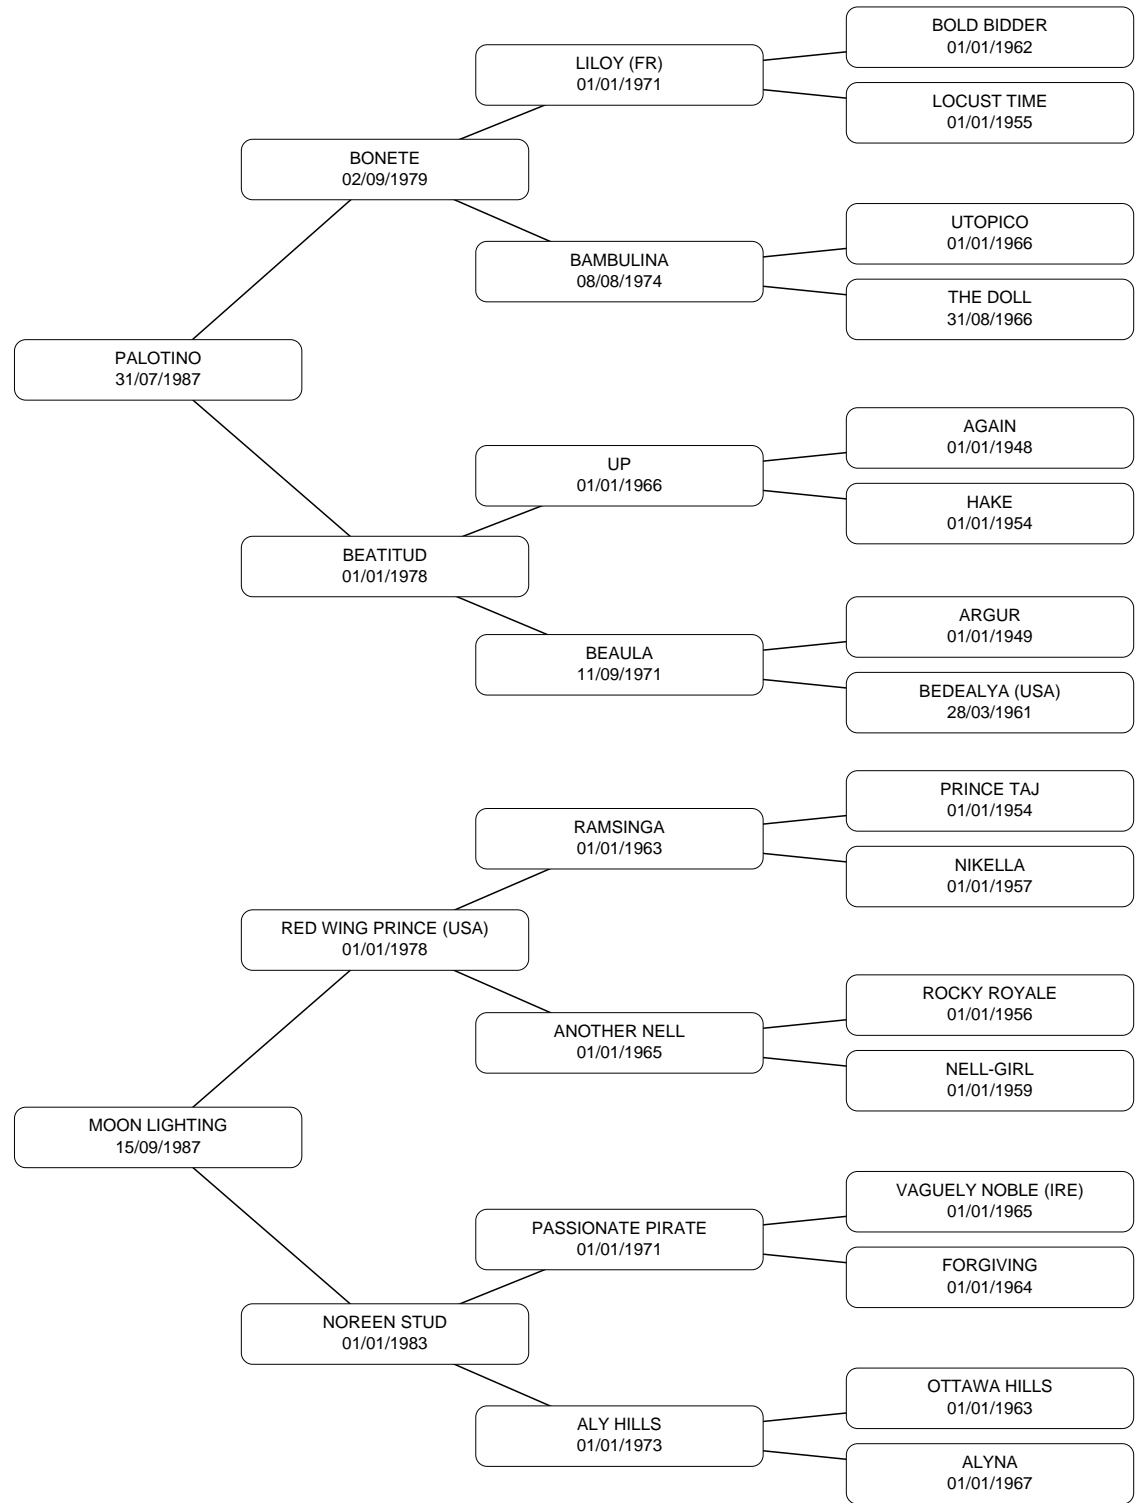 BOLD BIDDER
01/01/1962
LILOY (FR)
01/01/1971
LOCUST TIME
01/01/1955
BONETE
02/09/1979
UTOPICO
01/01/1966
BAMBULINA
08/08/1974
THE DOLL
31/08/1966
PALOTINO
31/07/1987
AGAIN
01/01/1948
UP
01/01/1966
HAKE
01/01/1954
BEATITUD
01/01/1978
ARGUR
01/01/1949
BEAULA
11/09/1971
BEDEALYA (USA)
28/03/1961
PRINCE TAJ
01/01/1954
RAMSINGA
01/01/1963
NIKELLA
01/01/1957
RED WING PRINCE (USA)
01/01/1978
ROCKY ROYALE
01/01/1956
ANOTHER NELL
01/01/1965
NELL-GIRL
01/01/1959
MOON LIGHTING
15/09/1987
VAGUELY NOBLE (IRE)
01/01/1965
PASSIONATE PIRATE
01/01/1971
FORGIVING
01/01/1964
NOREEN STUD
01/01/1983
OTTAWA HILLS
01/01/1963
ALY HILLS
01/01/1973
ALYNA
01/01/1967